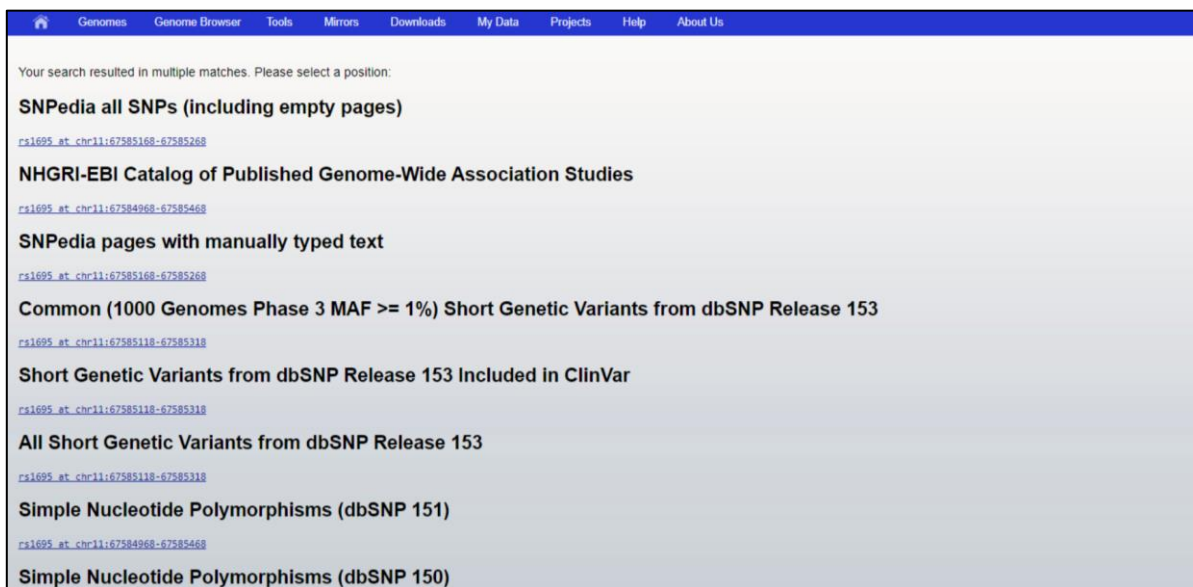 Genomes Genome Browser Tools Mirrors Downloads My Data Projects Help About Us
Your search resulted in multiple matches. Please select a position:
SNPedia all SNPs (including empty pages)
rs1695 at chr11:67585168-67585268
NHGRI-EBI Catalog of Published Genome-Wide Association Studies
rs1695 at chr11:67584968-67585468
SNPedia pages with manually typed text
rs1695 at chr11:67585168-67585268
Common (1000 Genomes Phase 3 MAF >= 1%) Short Genetic Variants from dbSNP Release 153
rs1695 at chr11:67585118-67585318
Short Genetic Variants from dbSNP Release 153 Included in ClinVar
rs1695 at chr11:67585118-67585318
All Short Genetic Variants from dbSNP Release 153
rs1695 at chr11:67585118-67585318
Simple Nucleotide Polymorphisms (dbSNP 151)
rs1695 at chr11:67584968-67585468
Simple Nucleotide Polymorphisms (dbSNP 150)